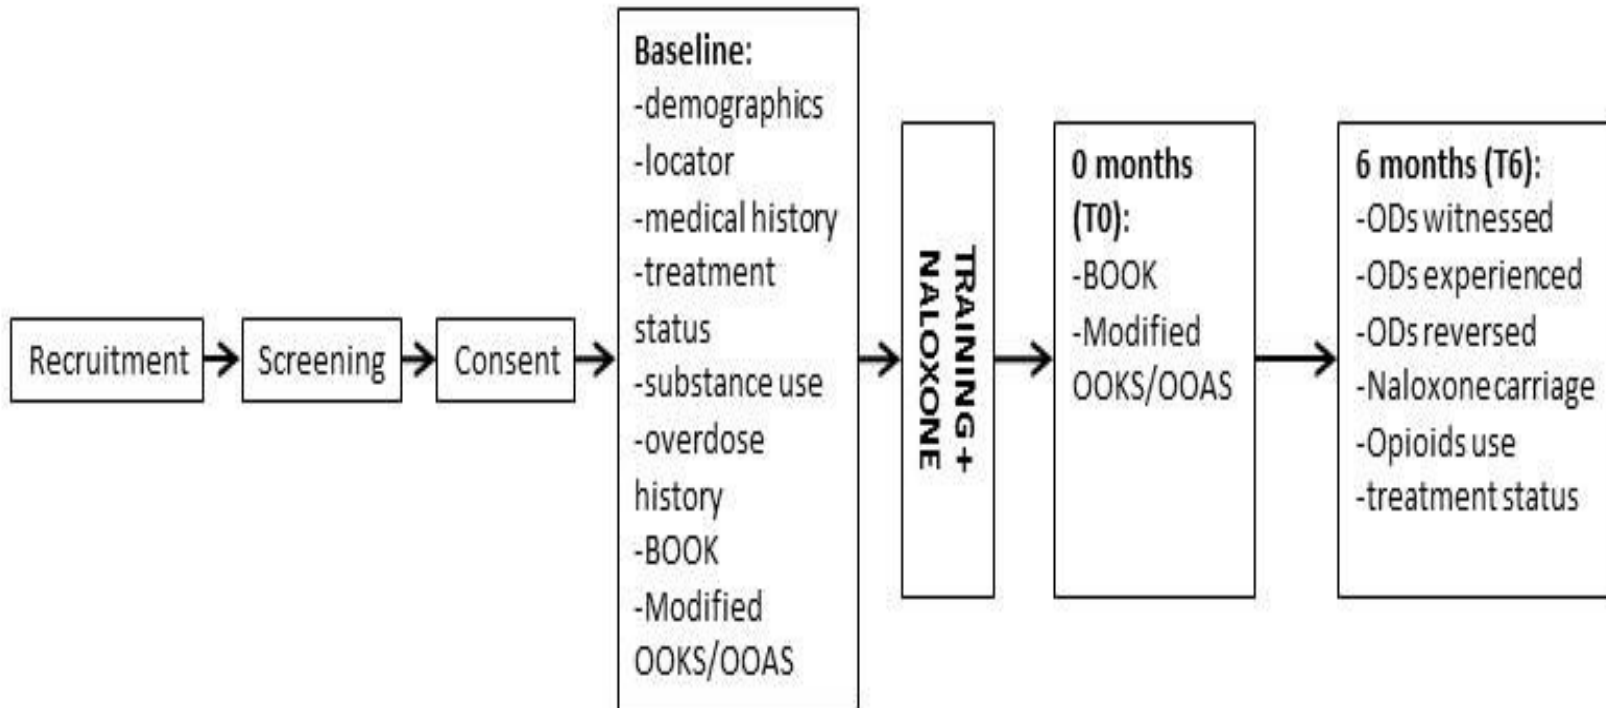 Recruitment
Screening
Consent
Baseline:
-demographics
-locator
-medical history
-treatment
status
-substance use
-overdose
history
-BOOK
-Modified
OOKS/OOAS
TRAINING +
NALOXONE
0 months
(T0):
-BOOK
-Modified
OOKS/OOAS
6 months (T6):
-ODs witnessed
-ODs experienced
-ODs reversed
-Naloxone carriage
-Opioids use
-treatment status